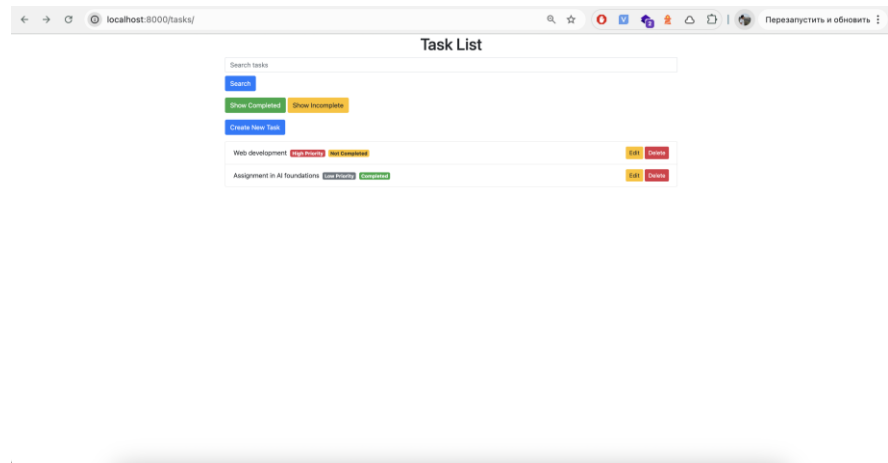 localhost:8000/tasks/ Перезапустить и обновить
Task List
Search tasks
Search
Show Completed Show Incomplete
Create New Task
Web development High Priority Not Completed Edit Delete
Assignment in AI foundations Low Priority Completed Edit Delete